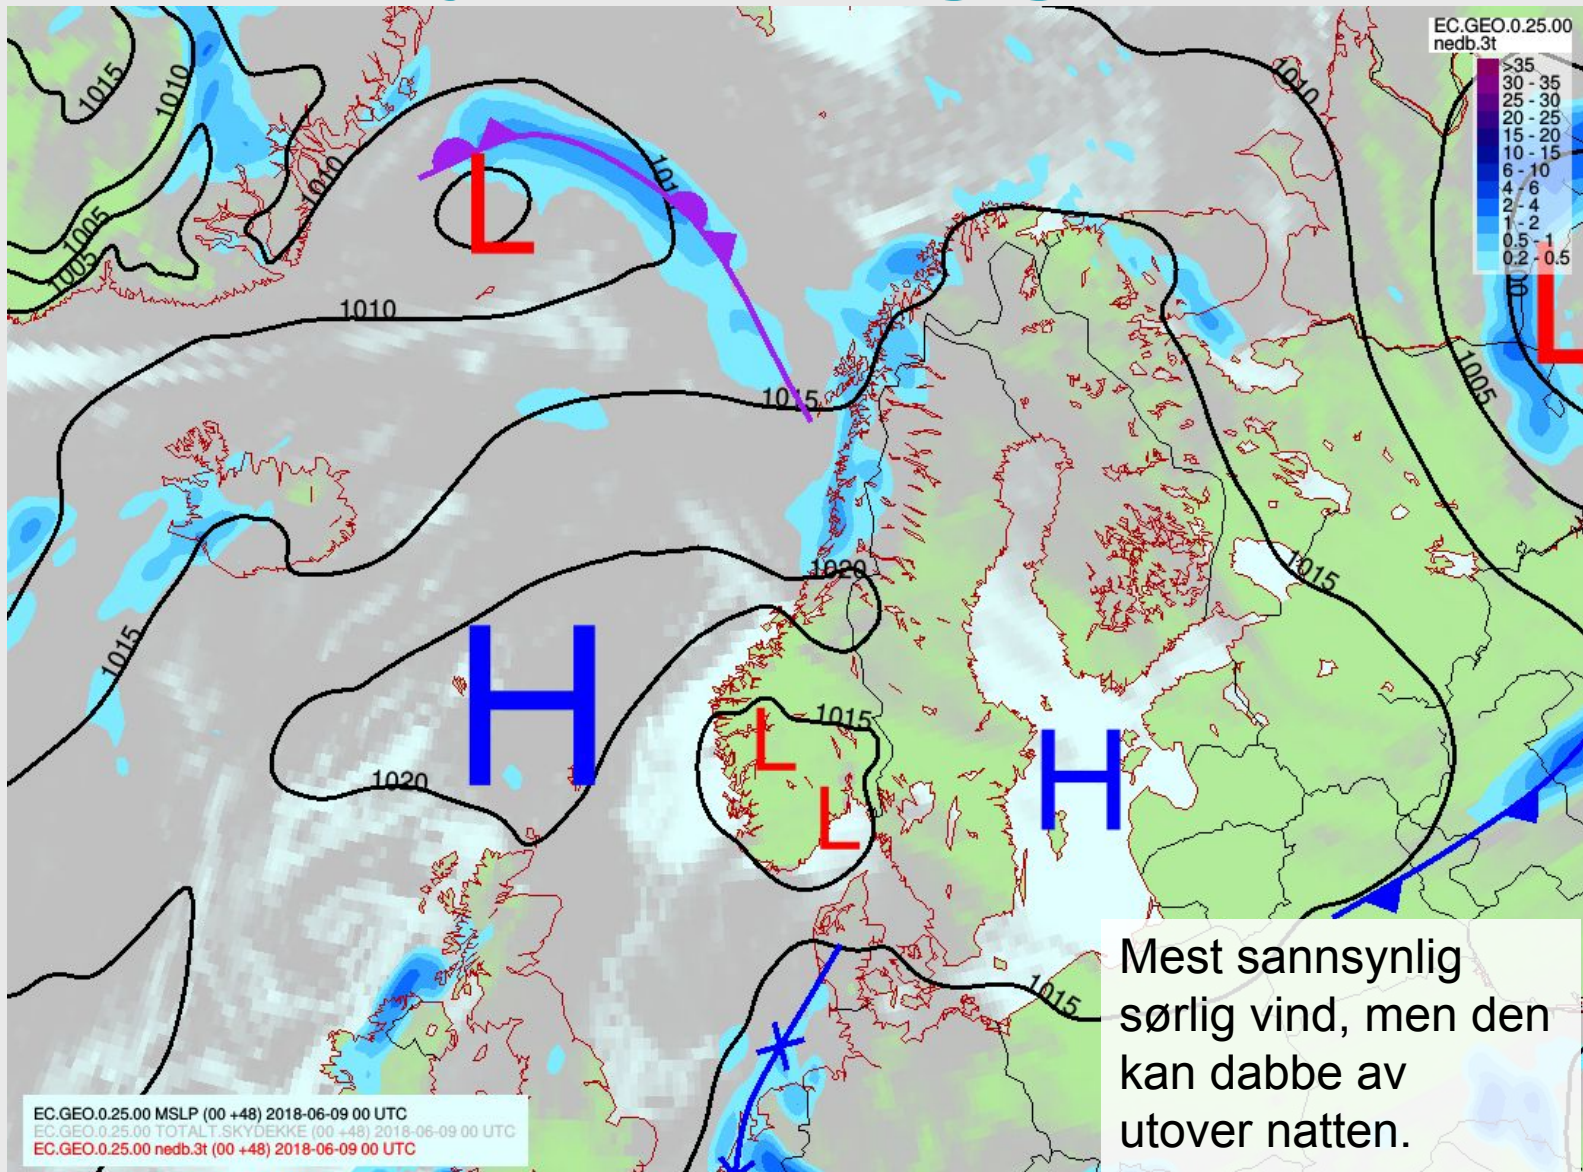 EC.GEO.0.25.00
nedb.3t
>35
30 - 35
25 - 30
20 - 25
15 - 20
10 - 15
6 - 10
4 - 6
2 - 4
1 - 2
0.5 - 1
0.2 - 0.5
1015
1010
1010
1010
1005
1005
L
101
1010
1015
L
1005
1020
1015
1015
H
1015
L
H
1020
L
1015
Mest sannsynlig
sørlig vind, men den
kan dabbe av
utover natten.
EC.GEO.0.25.00 MSLP (00 +48) 2018-06-09 00 UTC
EC.GEO.0.25.00 TOTALT.SKYDEKKE (00 +48) 2018-06-09 00 UTC
EC.GEO.0.25.00 nedb.3t (00 +48) 2018-06-09 00 UTC